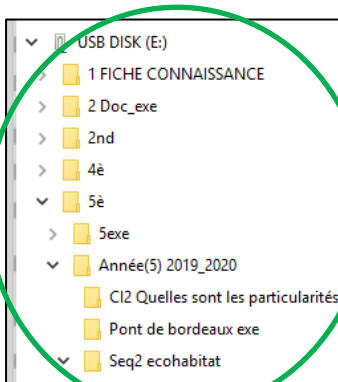 USB DISK (E:)
1 FICHE CONNAISSANCE
2 Doc_exe
2nd
4è
5è
5exe
Année(5) 2019_2020
CI2 Quelles sont les particularités
Pont de bordeaux exe
Seq2 ecohabitat